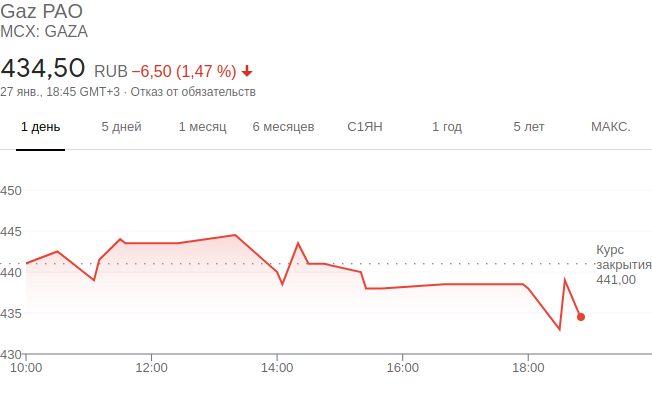 Gaz PAO
MCX: GAZA
434,50 RUB −6,50 (1,47 %)
27 янв., 18:45 GMT+3 · Отказ от обязательств
1 день 5 дней 1 месяц 6 месяцев С1ЯН 1 год 5 лет МАКС.
450
445
Курс
закрытия
441,00
440
435
430
10:00 12:00 14:00 16:00 18:00